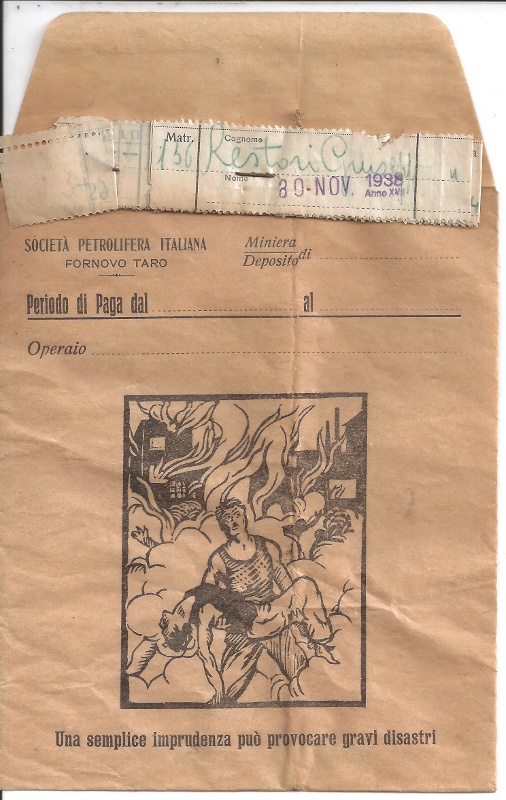 Matr.
Cognome
136
Nome
30-NOV. 1938
Anno XVII
SOCIETÀ PETROLIFERA ITALIANA
FORNOVO TARO
Miniera
Deposito di
Periodo di Paga dal al
Operaio
Una semplice imprudenza può provocare gravi disastri